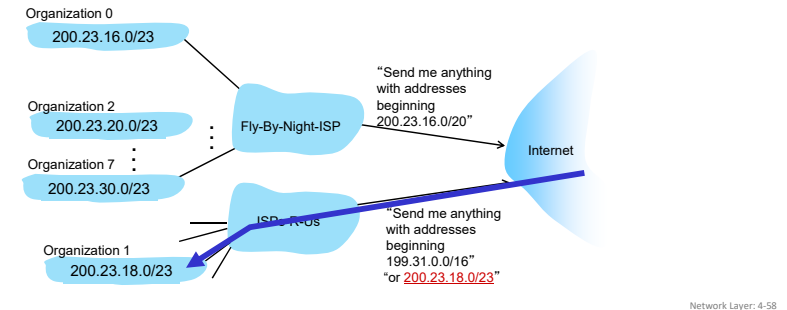 Organization 0
200.23.16.0/23
Organization 2
200.23.20.0/23
Organization 7
200.23.30.0/23
Fly-By-Night-ISP
“Send me anything
with addresses
beginning
200.23.16.0/20”
Internet
ISPs-R-Us
Organization 1
200.23.18.0/23
“Send me anything
with addresses
beginning
199.31.0.0/16”
“or 200.23.18.0/23”
Network Layer: 4-58